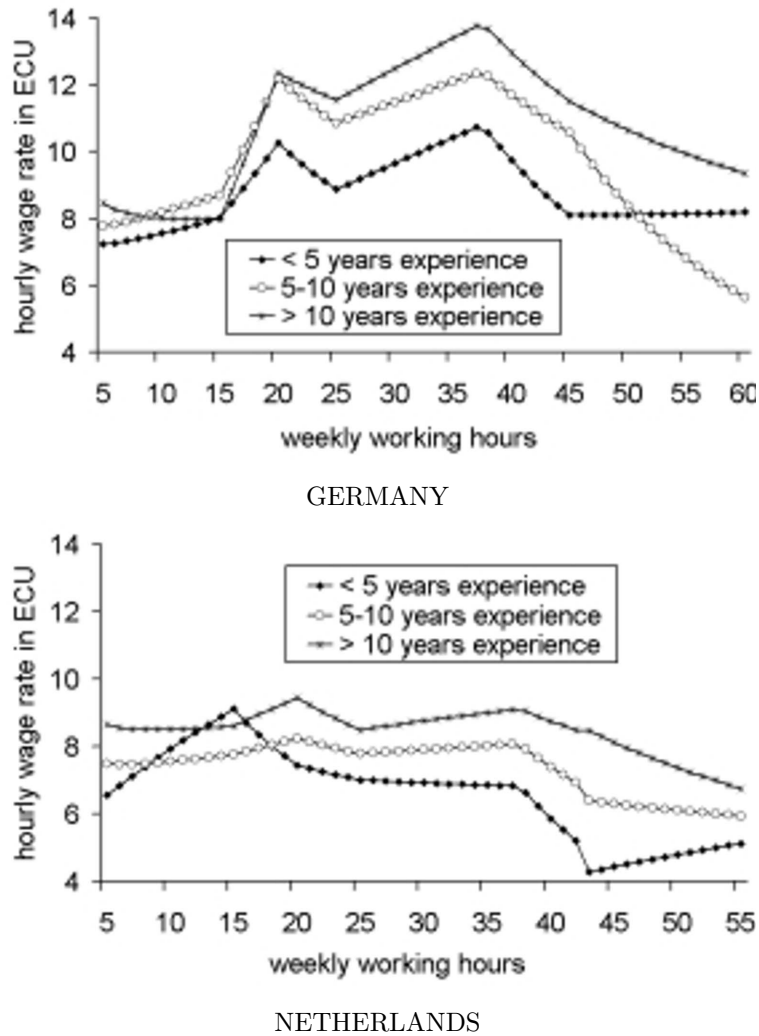 hourly wage rate in ECU
14
12
10
8
6
4
< 5 years experience
5-10 years experience
> 10 years experience
5 10 15 20 25 30 35 40 45 50 55 60
weekly working hours
GERMANY
hourly wage rate in ECU
14
12
10
8
6
4
< 5 years experience
5-10 years experience
> 10 years experience
5 10 15 20 25 30 35 40 45 50 55
weekly working hours
NETHERLANDS